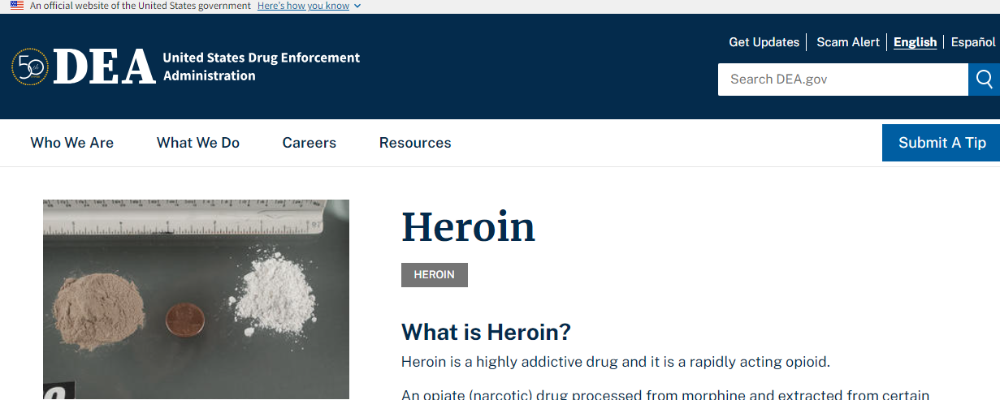 An official website of the United States government Here's how you know
50th
DEA
United States Drug Enforcement
Administration
Get Updates
Scam Alert
English
Español
Search DEA.gov
Who We Are
What We Do
Careers
Resources
Submit A Tip
Heroin
HEROIN
What is Heroin?
Heroin is a highly addictive drug and it is a rapidly acting opioid.
An opiate (narcotic) drug processed from morphine and extracted from certain